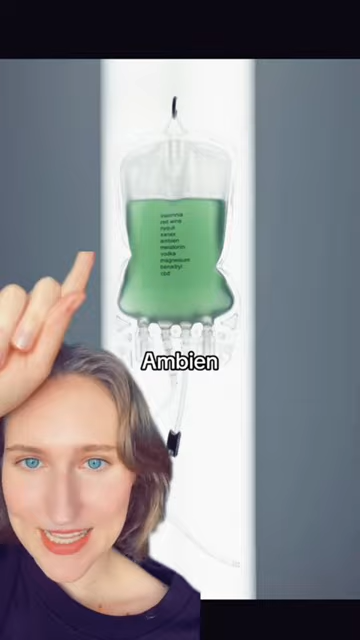 insomnia
red wine
nyquil
xanax
ambien
melatonin
vodka
magnesium
benadryl
cbd
Ambien